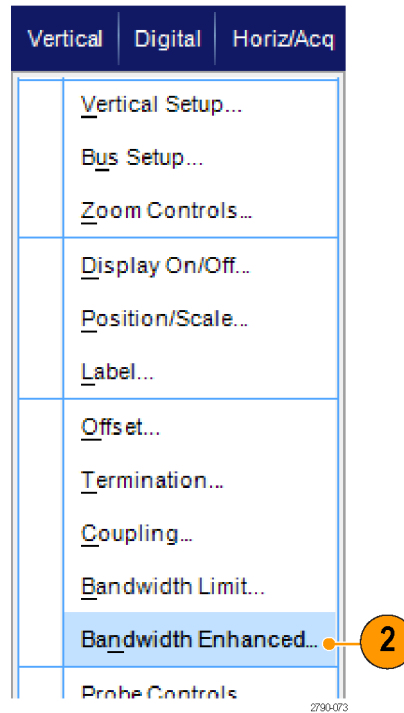 Vertical Digital Horiz/Acq
Vertical Setup...
Bus Setup...
Zoom Controls...
Display On/Off...
Position/Scale...
Label...
Offset...
Termination...
Coupling...
Bandwidth Limit...
Bandwidth Enhanced... 2
Probe Controls
2790-073